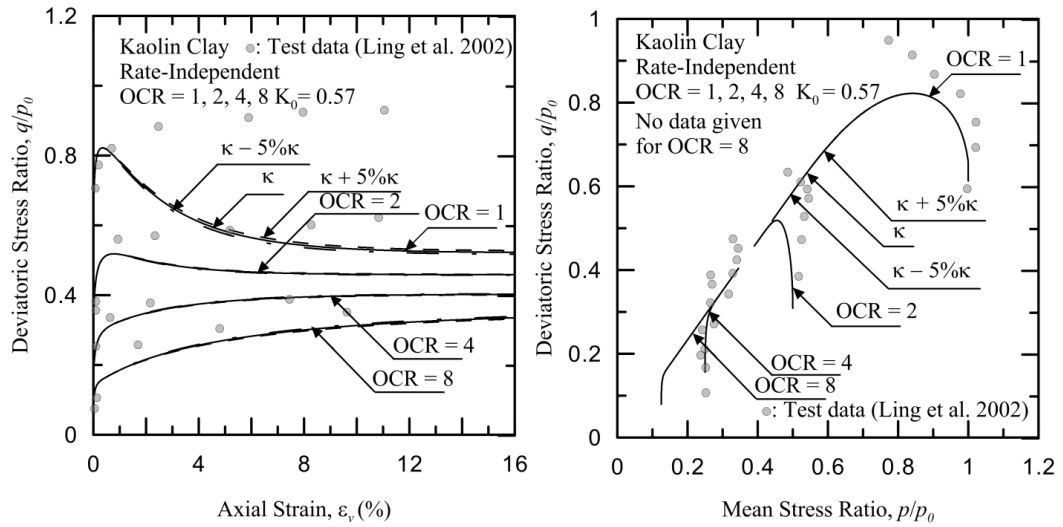 Kaolin Clay
●: Test data (Ling et al. 2002)
Rate-Independent
OCR = 1, 2, 4, 8 K0 = 0.57
κ − 5%κ
κ
κ + 5%κ
OCR = 2
OCR = 1
OCR = 4
OCR = 8
1.2
0.8
0.4
0
0
4
8
12
16
Deviatoric Stress Ratio, q/p0
Axial Strain, εv(%)
Kaolin Clay
Rate-Independent
OCR = 1, 2, 4, 8 K0 = 0.57
No data given
for OCR = 8
OCR = 1
κ + 5%κ
κ
κ − 5%κ
OCR = 2
OCR = 4
OCR = 8
●: Test data (Ling et al. 2002)
1
0.8
0.6
0.4
0.2
0
0
0.2
0.4
0.6
0.8
1
1.2
Deviatoric Stress Ratio, q/p0
Mean Stress Ratio, p/p0